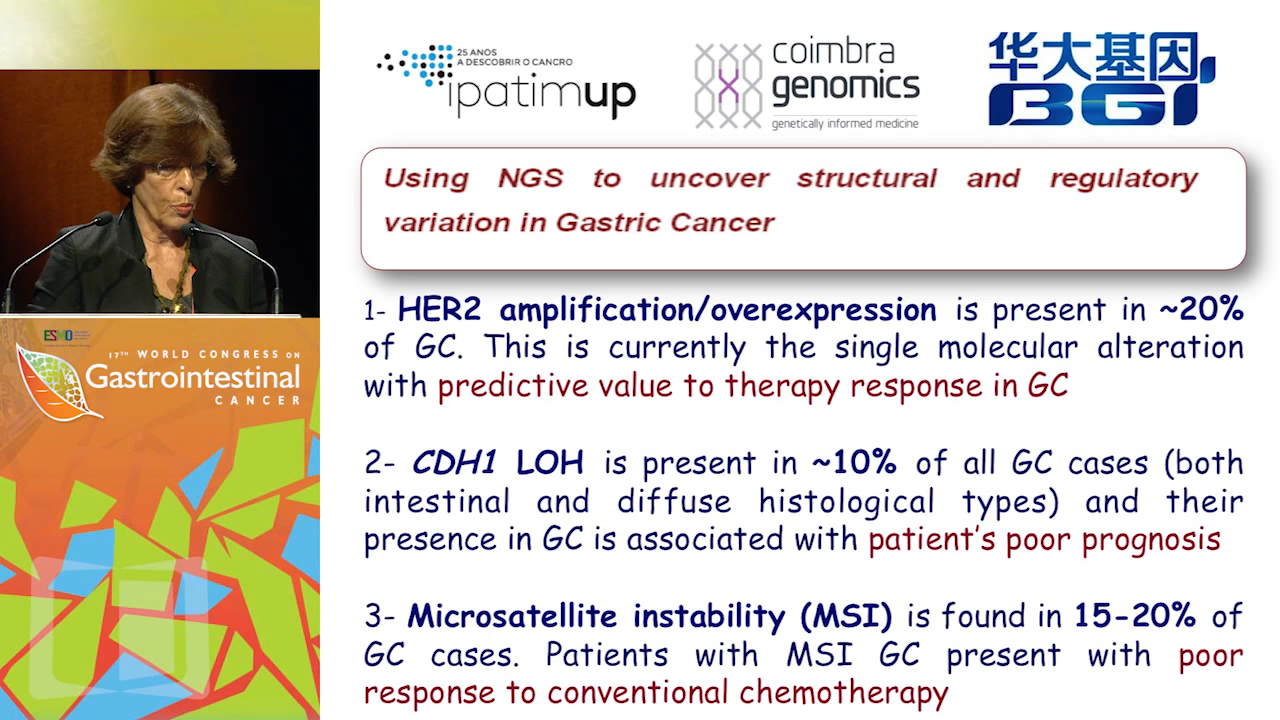 25 ANOS
A DESCOBRIR O CANCRO
ipatimup
coimbra
genomics
genetically informed medicine
华大基因
BGI
Using NGS to uncover structural and regulatory
variation in Gastric Cancer
1- HER2 amplification/overexpression is present in ~20%
of GC. This is currently the single molecular alteration
with predictive value to therapy response in GC
2- CDH1 LOH is present in ~10% of all GC cases (both
intestinal and diffuse histological types) and their
presence in GC is associated with patient's poor prognosis
3- Microsatellite instability (MSI) is found in 15-20% of
GC cases. Patients with MSI GC present with poor
response to conventional chemotherapy
ESMO
17TH WORLD CONGRESS ON
Gastrointestinal
CANCER